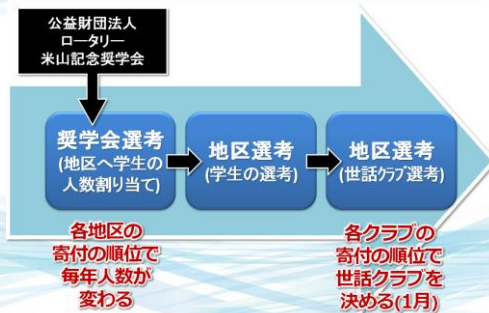 公益財団法人
ロータリー
米山記念奨学会
奨学会選考
(地区へ学生の
人数割り当て)
地区選考
(学生の選考)
地区選考
(世話クラブ選考)
各地区の
寄付の順位で
毎年人数が
変わる
各クラブの
寄付の順位で
世話クラブを
決める(1月)